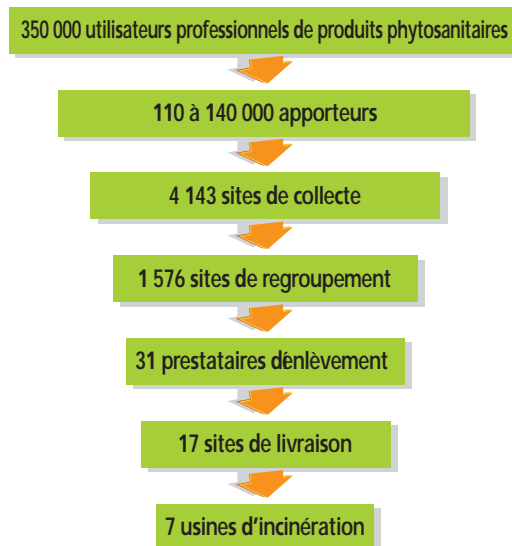 350 000 utilisateurs professionnels de produits phytosanitaires
110 à 140 000 apporteurs
4 143 sites de collecte
1 576 sites de regroupement
31 prestataires d'enlèvement
17 sites de livraison
7 usines d'incinération